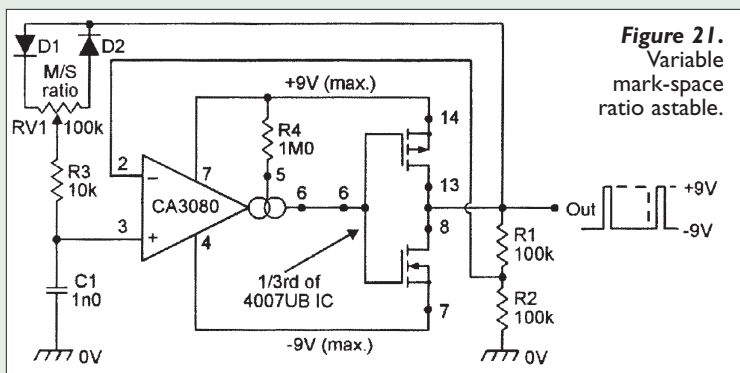 Figure 21.
Variable
mark-space
ratio astable.
D1
D2
M/S
ratio
RV1
100k
R3
10k
C1
1n0
0V
2
3
CA3080
7
4
+9V (max.)
R4
1M0
5
6
6
1/3rd of
4007UB IC
-9V (max.)
14
13
8
7
Out
+9V
-9V
R1
100k
R2
100k
0V